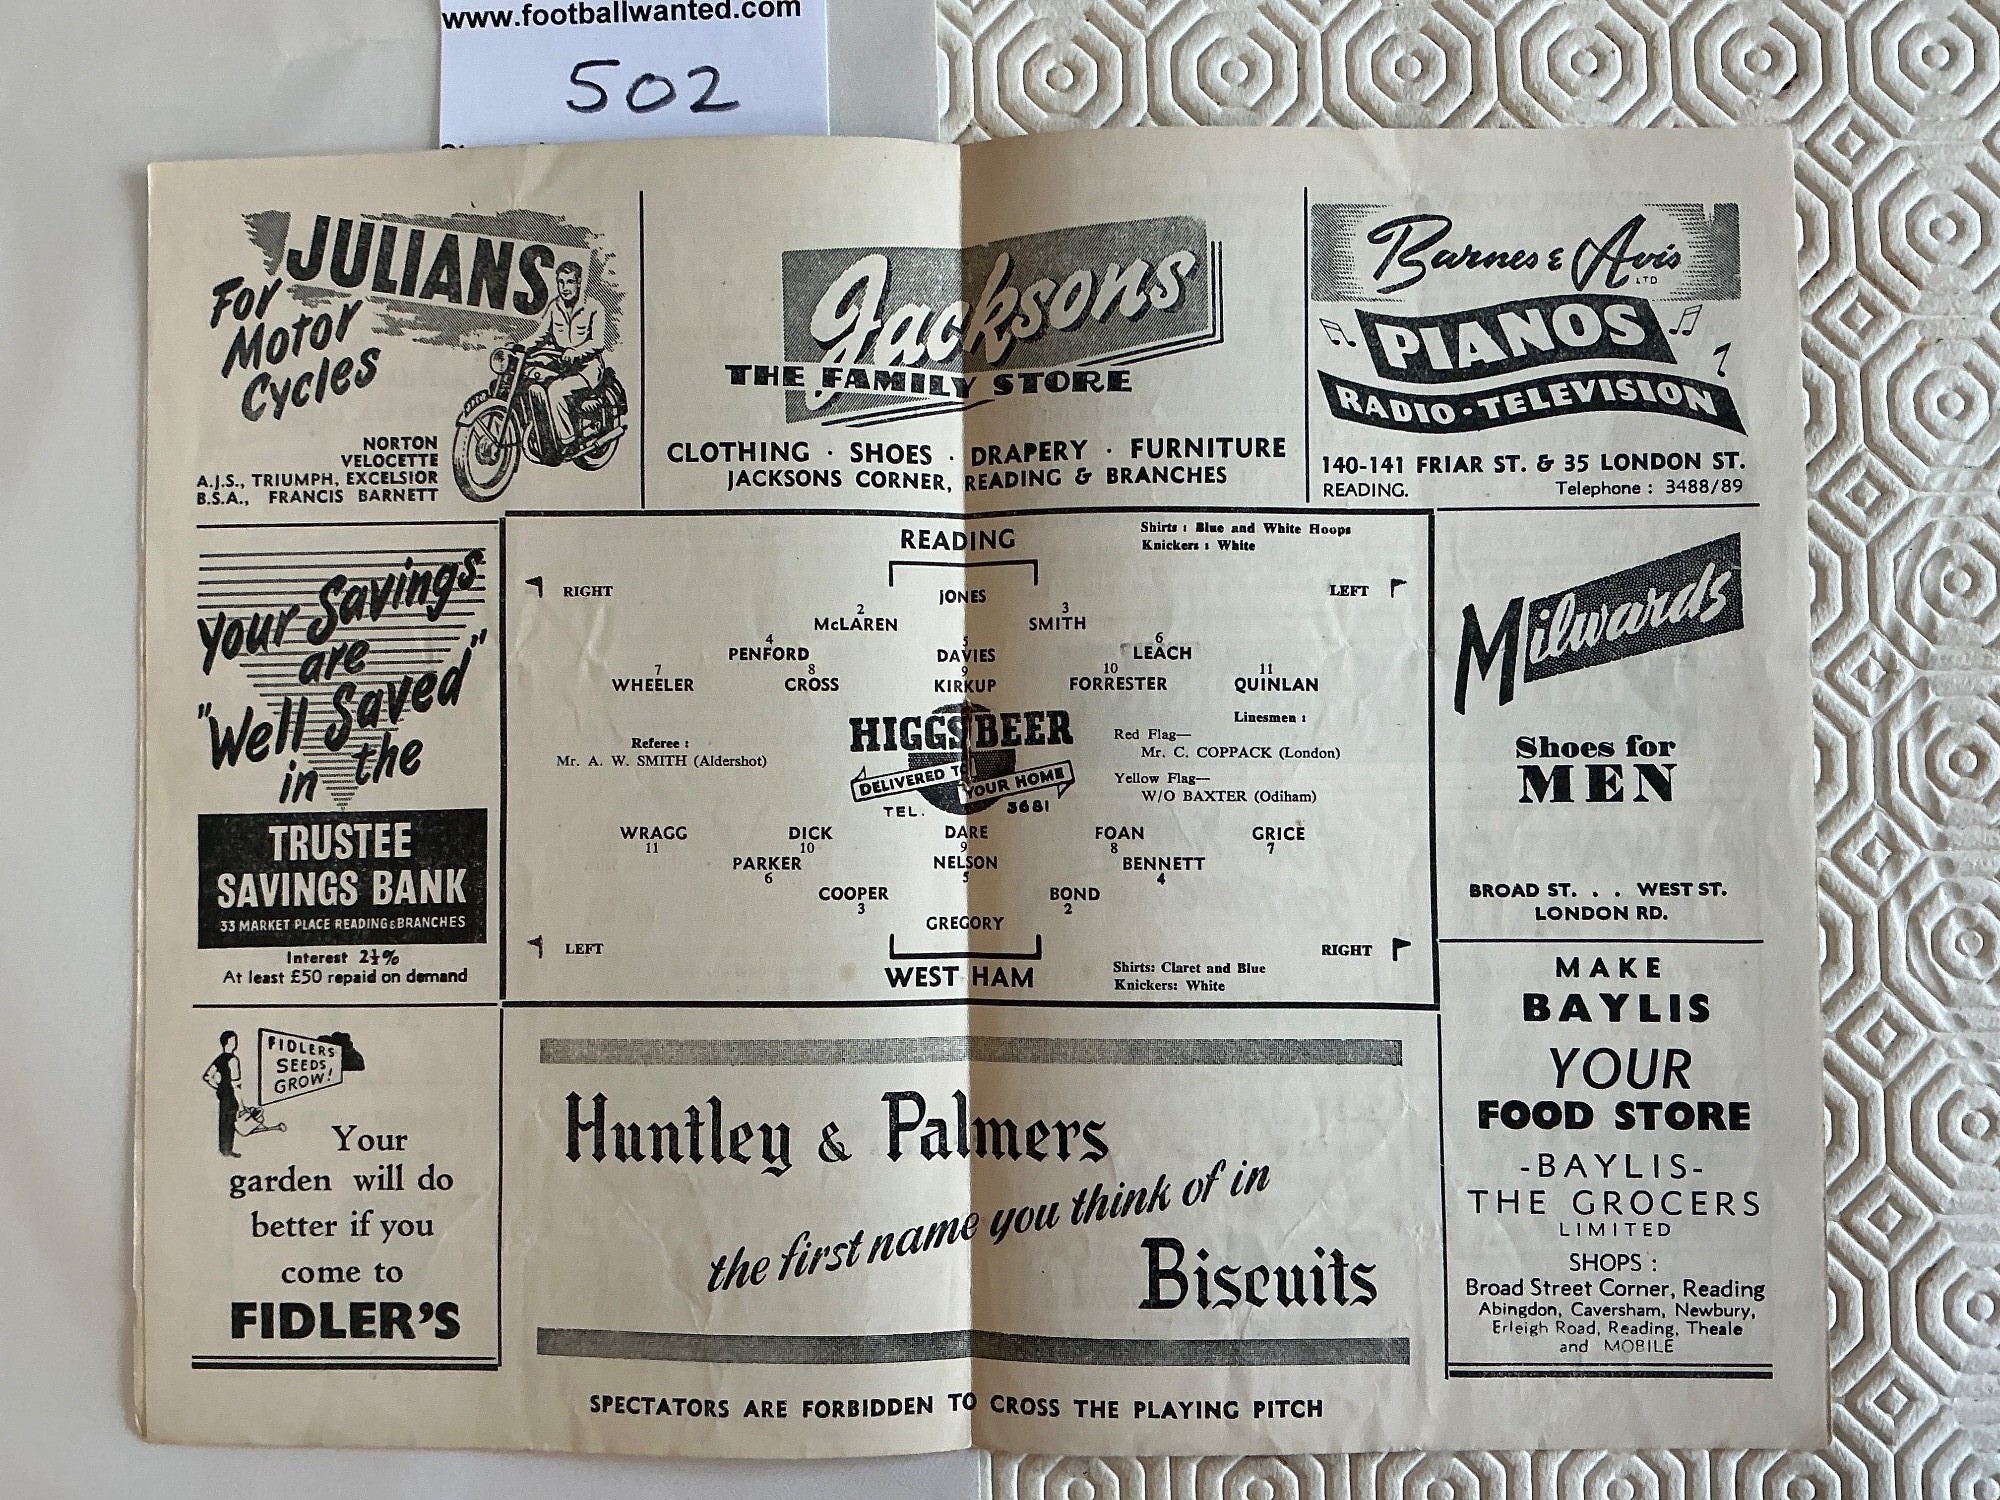 www.footballwanted.com
502
JULIANS
For
Motor
Cycles
NORTON
VELOCETTE
A.J.S., TRIUMPH, EXCELSIOR
B.S.A., FRANCIS BARNETT
Jacksons
THE FAMILY STORE
CLOTHING · SHOES · DRAPERY · FURNITURE
JACKSONS CORNER, READING & BRANCHES
Barnes & Avis
LTD
PIANOS
RADIO · TELEVISION
140-141 FRIAR ST. & 35 LONDON ST.
READING. Telephone : 3488/89
Your Savings
are
"Well Saved"
in the
TRUSTEE
SAVINGS BANK
33 MARKET PLACE READING & BRANCHES
Interest 2½%
At least £50 repaid on demand
READING
Shirts : Blue and White Hoops
Knickers : White
RIGHT
LEFT
JONES
2 3
McLAREN SMITH
4 5 6
PENFORD DAVIES LEACH
7 8 9 10 11
WHEELER CROSS KIRKUP FORRESTER QUINLAN
HIGGS BEER
DELIVERED TO YOUR HOME
TEL. 3681
Referee :
Mr. A. W. SMITH (Aldershot)
Linesmen :
Red Flag—
Mr. C. COPPACK (London)
Yellow Flag—
W/O BAXTER (Odiham)
WRAGG DICK DARE FOAN GRICE
11 10 9 8 7
PARKER NELSON BENNETT
6 5 4
COOPER BOND
3 2
GREGORY
LEFT
RIGHT
WEST HAM
Shirts: Claret and Blue
Knickers: White
Milwards
Shoes for
MEN
BROAD ST. . . WEST ST.
LONDON RD.
FIDLERS
SEEDS
GROW!
Your
garden will do
better if you
come to
FIDLER'S
Huntley & Palmers
the first name you think of in
Biscuits
MAKE
BAYLIS
YOUR
FOOD STORE
-BAYLIS-
THE GROCERS
LIMITED
SHOPS :
Broad Street Corner, Reading
Abingdon, Caversham, Newbury,
Erleigh Road, Reading, Theale
and MOBILE
SPECTATORS ARE FORBIDDEN TO CROSS THE PLAYING PITCH